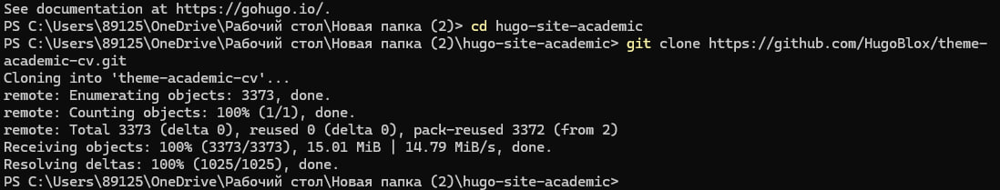 See documentation at https://gohugo.io/.
PS C:\Users\89125\OneDrive\Рабочий стол\Новая папка (2)> cd hugo-site-academic
PS C:\Users\89125\OneDrive\Рабочий стол\Новая папка (2)\hugo-site-academic> git clone https://github.com/HugoBlox/theme-
academic-cv.git
Cloning into 'theme-academic-cv'...
remote: Enumerating objects: 3373, done.
remote: Counting objects: 100% (1/1), done.
remote: Total 3373 (delta 0), reused 0 (delta 0), pack-reused 3372 (from 2)
Receiving objects: 100% (3373/3373), 15.01 MiB | 14.79 MiB/s, done.
Resolving deltas: 100% (1025/1025), done.
PS C:\Users\89125\OneDrive\Рабочий стол\Новая папка (2)\hugo-site-academic>